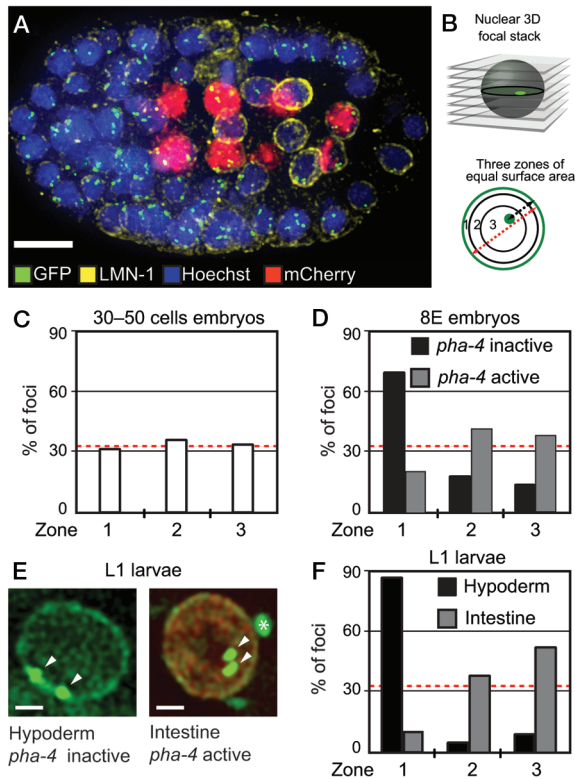 A
GFP LMN-1 Hoechst mCherry
B
Nuclear 3D
focal stack
Three zones
of equal surface area
1 2 3
C
30–50 cells embryos
% of foci
90
60
30
0
Zone 1 2 3
D
8E embryos
pha-4 inactive
pha-4 active
% of foci
90
60
30
0
Zone 1 2 3
E
L1 larvae
*
Hypoderm
pha-4 inactive
Intestine
pha-4 active
F
L1 larvae
Hypoderm
Intestine
% of foci
90
60
30
0
Zone 1 2 3